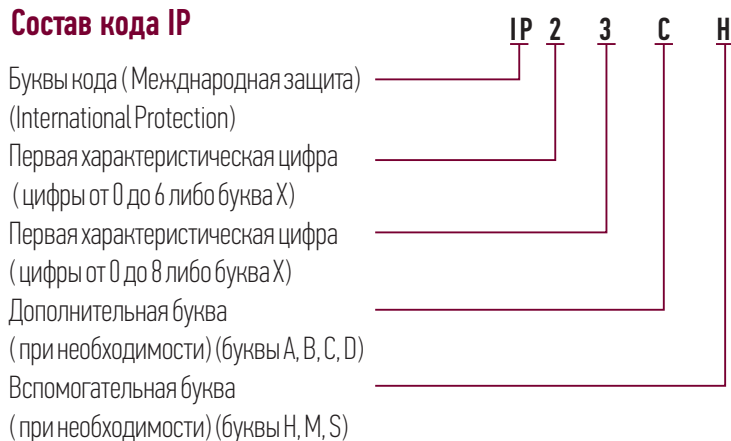 Состав кода IP
IP 2 3 C H
Буквы кода ( Международная защита)
(International Protection)
Первая характеристическая цифра
( цифры от 0 до 6 либо буква X)
Первая характеристическая цифра
( цифры от 0 до 8 либо буква X)
Дополнительная буква
( при необходимости) (буквы A, B, C, D)
Вспомогательная буква
( при необходимости) (буквы H, M, S)